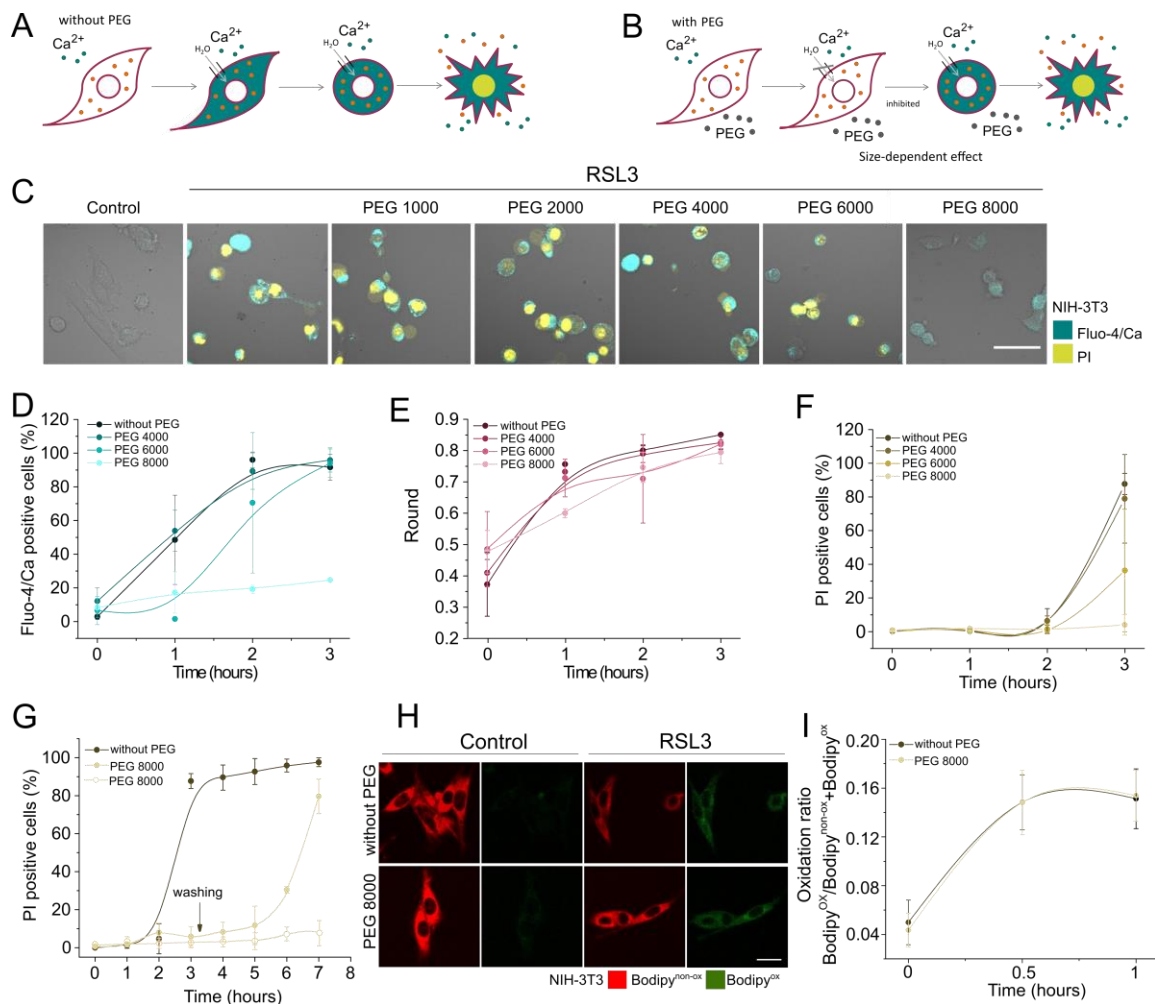 A
without PEG
Ca2+
H2O
Ca2+
H2O
Ca2+
B
with PEG
Ca2+
H2O
Ca2+
H2O
Ca2+
inhibited
PEG
PEG
PEG
Size-dependent effect
C
RSL3
Control
PEG 1000
PEG 2000
PEG 4000
PEG 6000
PEG 8000
NIH-3T3
Fluo-4/Ca
PI
D
Fluo-4/Ca positive cells (%)
120
100
80
60
40
20
0
without PEG
PEG 4000
PEG 6000
PEG 8000
0 1 2 3
Time (hours)
E
Round
0.9
0.8
0.7
0.6
0.5
0.4
0.3
0.2
without PEG
PEG 4000
PEG 6000
PEG 8000
0 1 2 3
Time (hours)
F
PI positive cells (%)
120
100
80
60
40
20
0
without PEG
PEG 4000
PEG 6000
PEG 8000
0 1 2 3
Time (hours)
G
PI positive cells (%)
100
80
60
40
20
0
without PEG
PEG 8000
PEG 8000
washing
0 1 2 3 4 5 6 7 8
Time (hours)
H
Control
RSL3
without PEG
PEG 8000
NIH-3T3 Bodipynon-ox Bodipyox
I
Oxidation ratio
BodipyOX/Bodipynon-ox+Bodipyox
0.20
0.16
0.12
0.08
0.04
without PEG
PEG 8000
0 0.5 1
Time (hours)